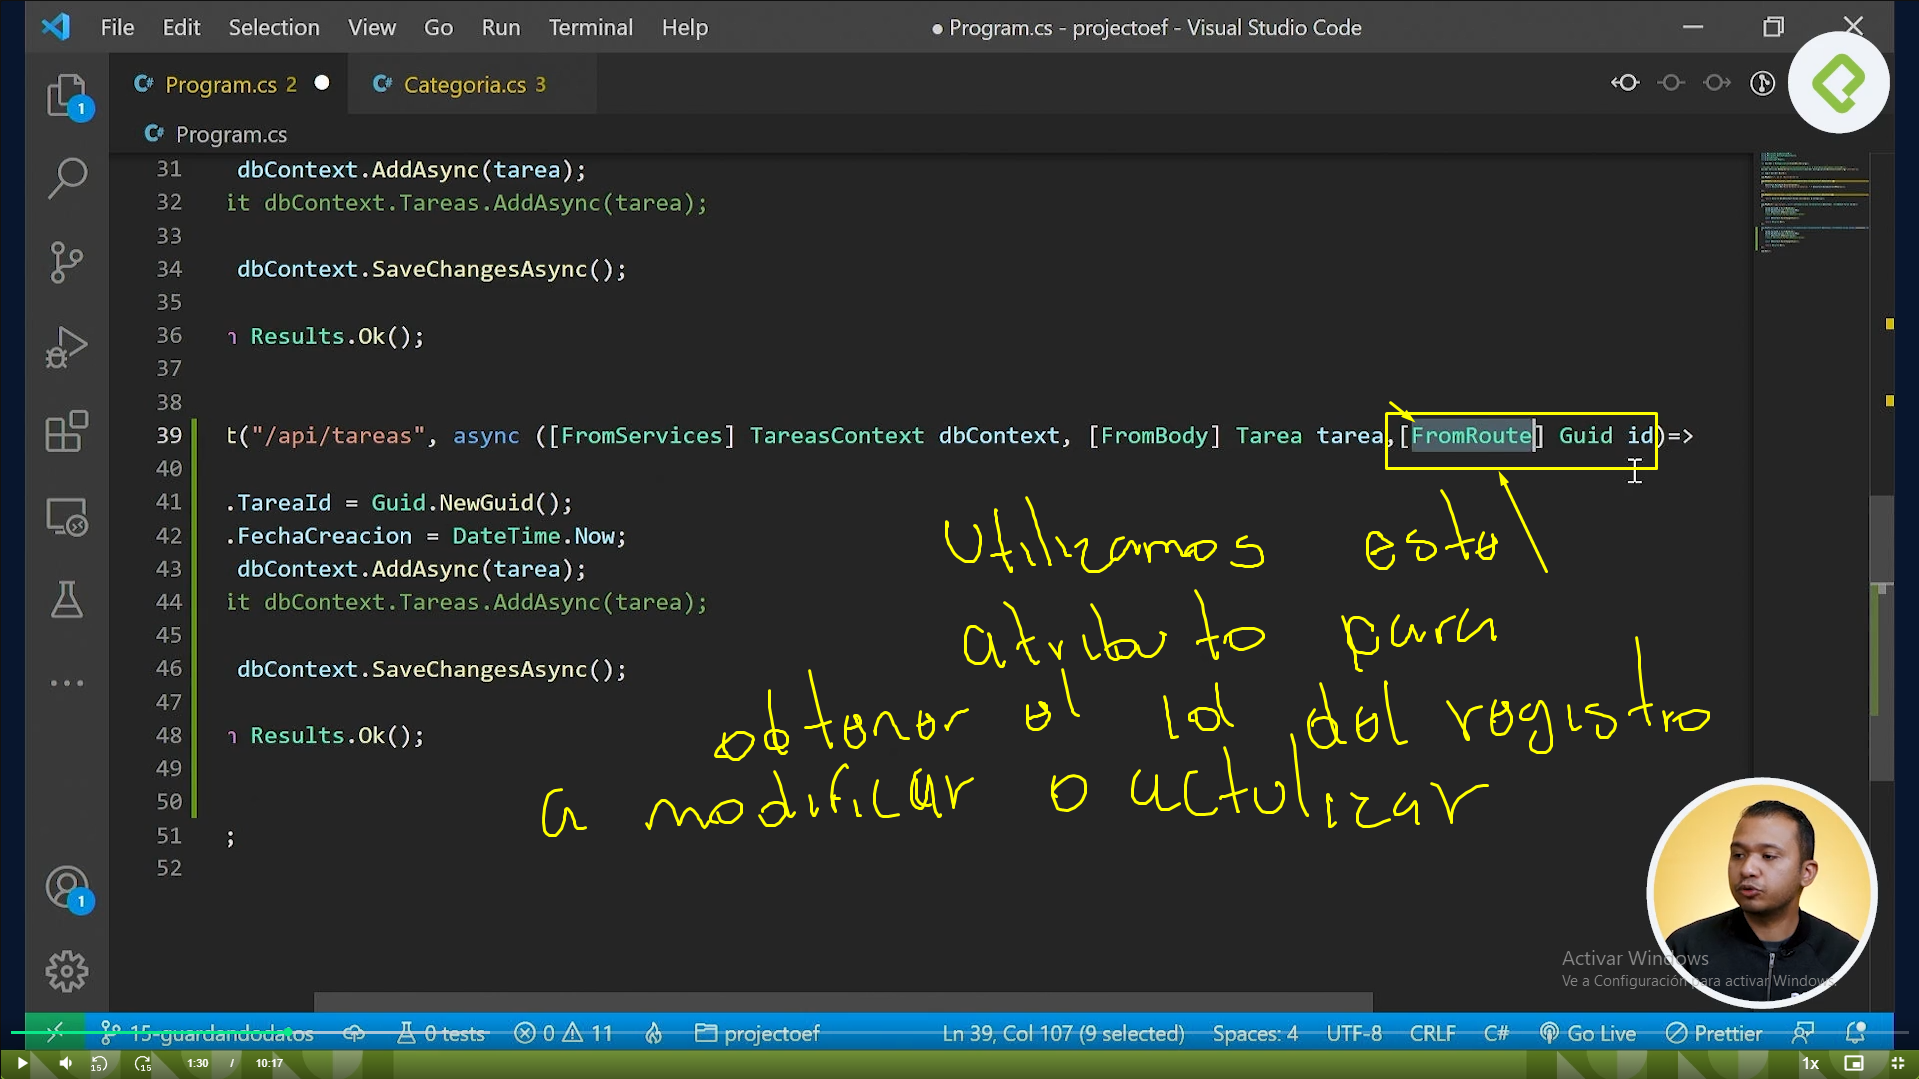 File Edit Selection View Go Run Terminal Help
● Program.cs - projectoef - Visual Studio Code
Program.cs 2 ● Categoria.cs 3
Program.cs
31 dbContext.AddAsync(tarea);
32 it dbContext.Tareas.AddAsync(tarea);
33
34 dbContext.SaveChangesAsync();
35
36 n Results.Ok();
37
38
39 t("/api/tareas", async ([FromServices] TareasContext dbContext, [FromBody] Tarea tarea,[FromRoute] Guid id)=>
40
41 .TareaId = Guid.NewGuid();
42 .FechaCreacion = DateTime.Now;
43 dbContext.AddAsync(tarea);
44 it dbContext.Tareas.AddAsync(tarea);
45
46 dbContext.SaveChangesAsync();
47
48 n Results.Ok();
49
50
51 ;
52
Utilizamos esto
atributo para
obtener el id del registro
a modificar o actulizar
1
1
Activar Windows
Ve a Configuración para activar Windows.
15-guardandodatos 0 tests 0 11 projectoef Ln 39, Col 107 (9 selected) Spaces: 4 UTF-8 CRLF C# Go Live Prettier
15 15 1:30 / 10:17 1x